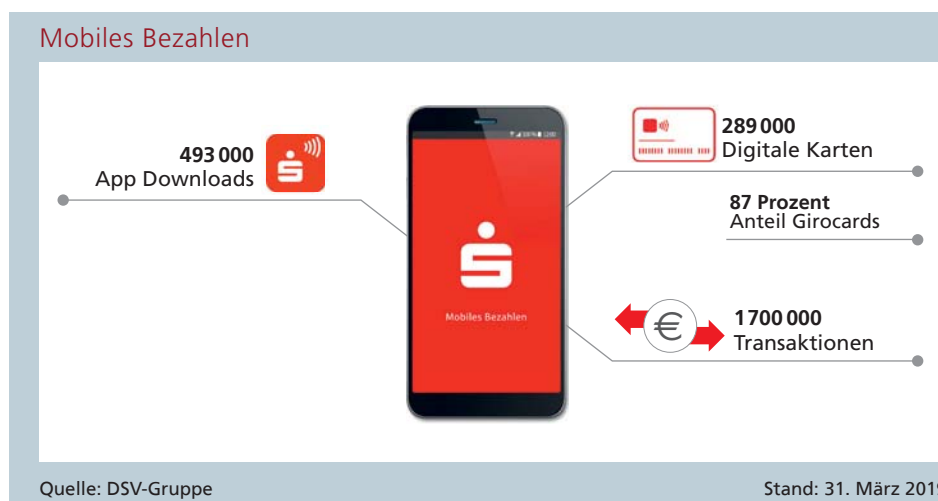 Mobiles Bezahlen
493 000
App Downloads
289 000
Digitale Karten
87 Prozent
Anteil Girocards
Mobiles Bezahlen
1 700 000
Transaktionen
Quelle: DSV-Gruppe
Stand: 31. März 2019